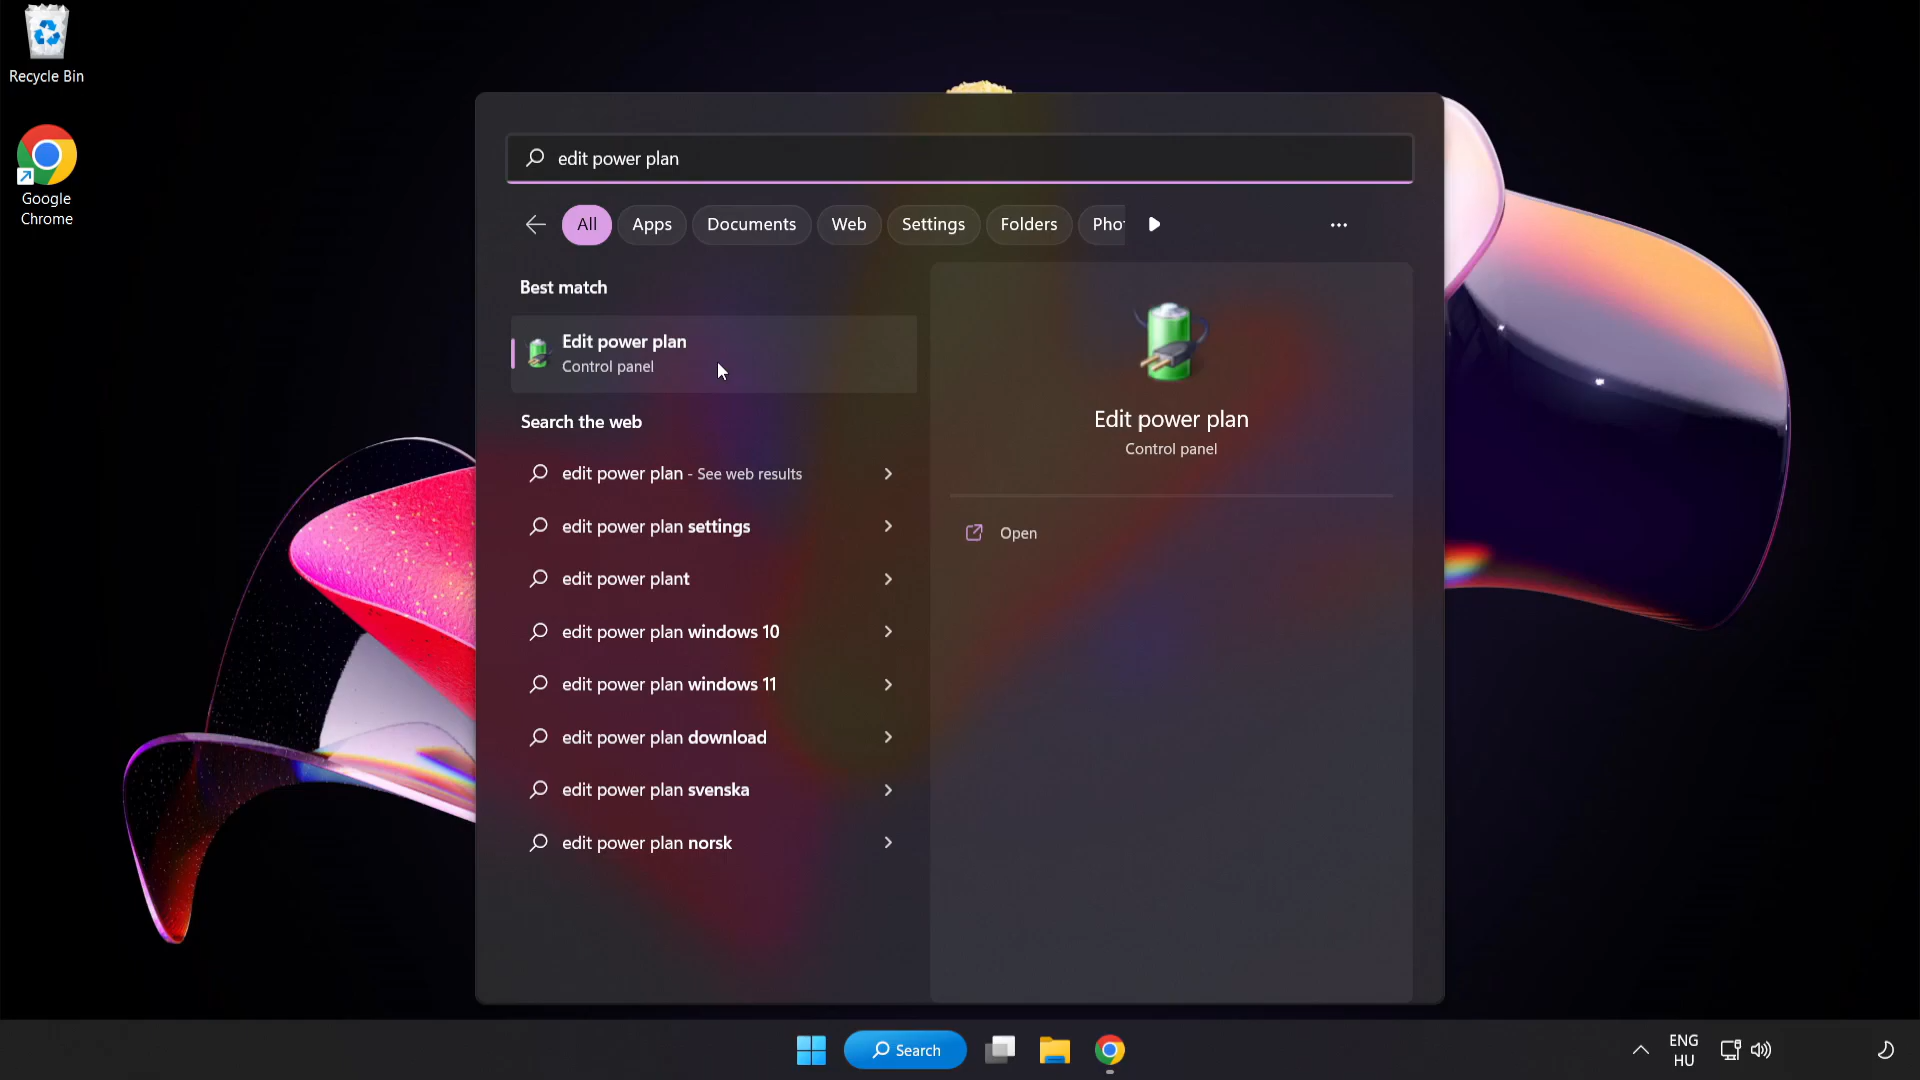 Recycle Bin
Google
Chrome
edit power plan
All
Apps
Documents
Web
Settings
Folders
Pho
Best match
Edit power plan
Control panel
Search the web
edit power plan - See web results
edit power plan settings
edit power plant
edit power plan windows 10
edit power plan windows 11
edit power plan download
edit power plan svenska
edit power plan norsk
Edit power plan
Control panel
Open
Search
ENG
HU